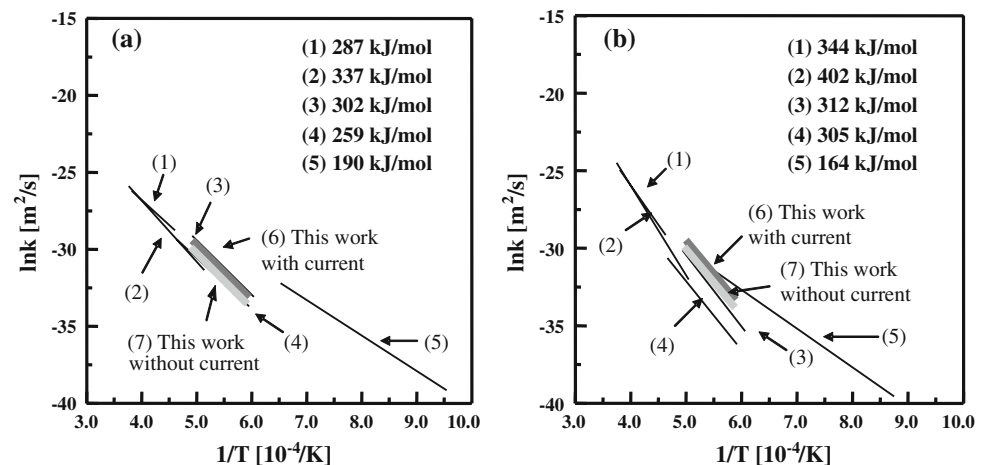 (a)
(1) 287 kJ/mol
(2) 337 kJ/mol
(3) 302 kJ/mol
(4) 259 kJ/mol
(5) 190 kJ/mol
-15
-20
-25
-30
-35
-40
lnk [m²/s]
(1)
(3)
(2)
(6) This work
with current
(7) This work
without current
(4)
(5)
3.0 4.0 5.0 6.0 7.0 8.0 9.0 10.0
1/T [10⁻⁴/K]
(b)
(1) 344 kJ/mol
(2) 402 kJ/mol
(3) 312 kJ/mol
(4) 305 kJ/mol
(5) 164 kJ/mol
-15
-20
-25
-30
-35
-40
lnk [m²/s]
(1)
(2)
(6) This work
with current
(7) This work
without current
(4)
(3)
(5)
3.0 4.0 5.0 6.0 7.0 8.0 9.0 10.0
1/T [10⁻⁴/K]